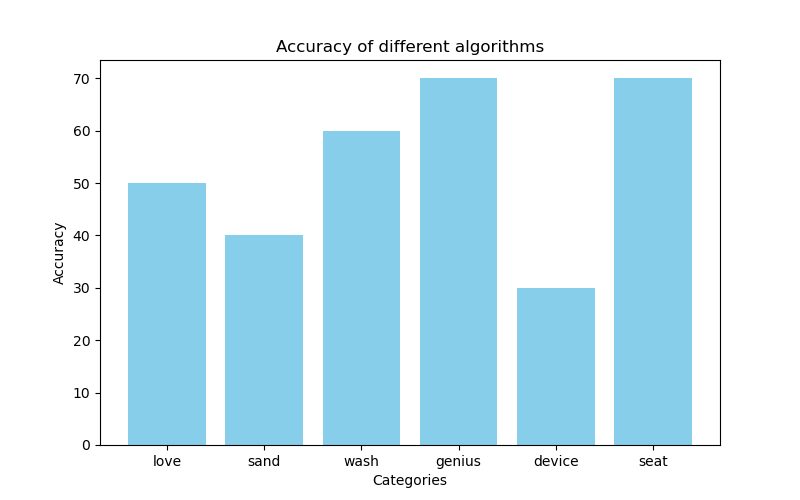 Accuracy of different algorithms
70
60
50
40
30
20
10
0
Accuracy
love sand wash genius device seat
Categories